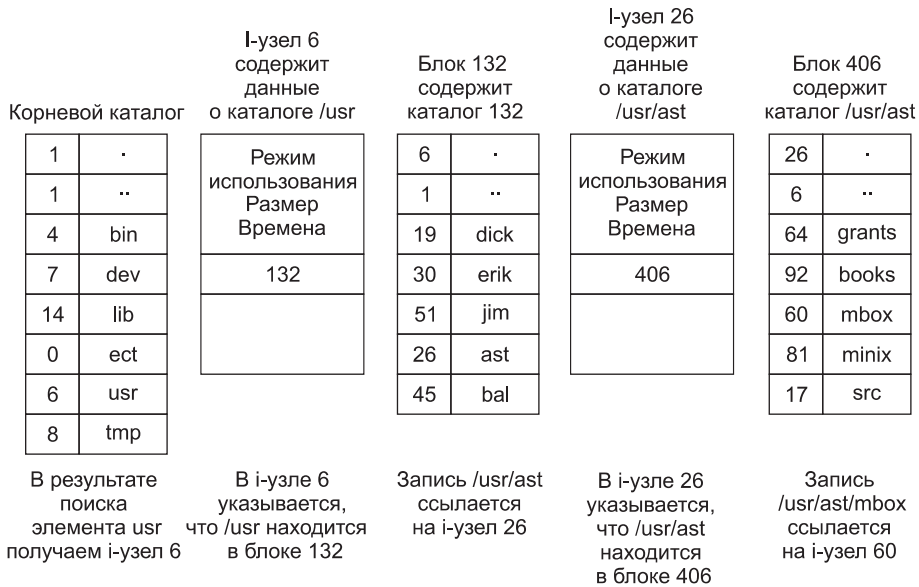 Корневой каталог
1 .
1 ..
4 bin
7 dev
14 lib
0 ect
6 usr
8 tmp
В результате
поиска
элемента usr
получаем i-узел 6
I-узел 6
содержит
данные
о каталоге /usr
Режим
использования
Размер
Времена
132
В i-узле 6
указывается,
что /usr находится
в блоке 132
Блок 132
содержит
каталог 132
6 .
1 ..
19 dick
30 erik
51 jim
26 ast
45 bal
Запись /usr/ast
ссылается
на i-узел 26
I-узел 26
содержит
данные
о каталоге
/usr/ast
Режим
использования
Размер
Времена
406
В i-узле 26
указывается,
что /usr/ast
находится
в блоке 406
Блок 406
содержит
каталог /usr/ast
26 .
6 ..
64 grants
92 books
60 mbox
81 minix
17 src
Запись
/usr/ast/mbox
ссылается
на i-узел 60